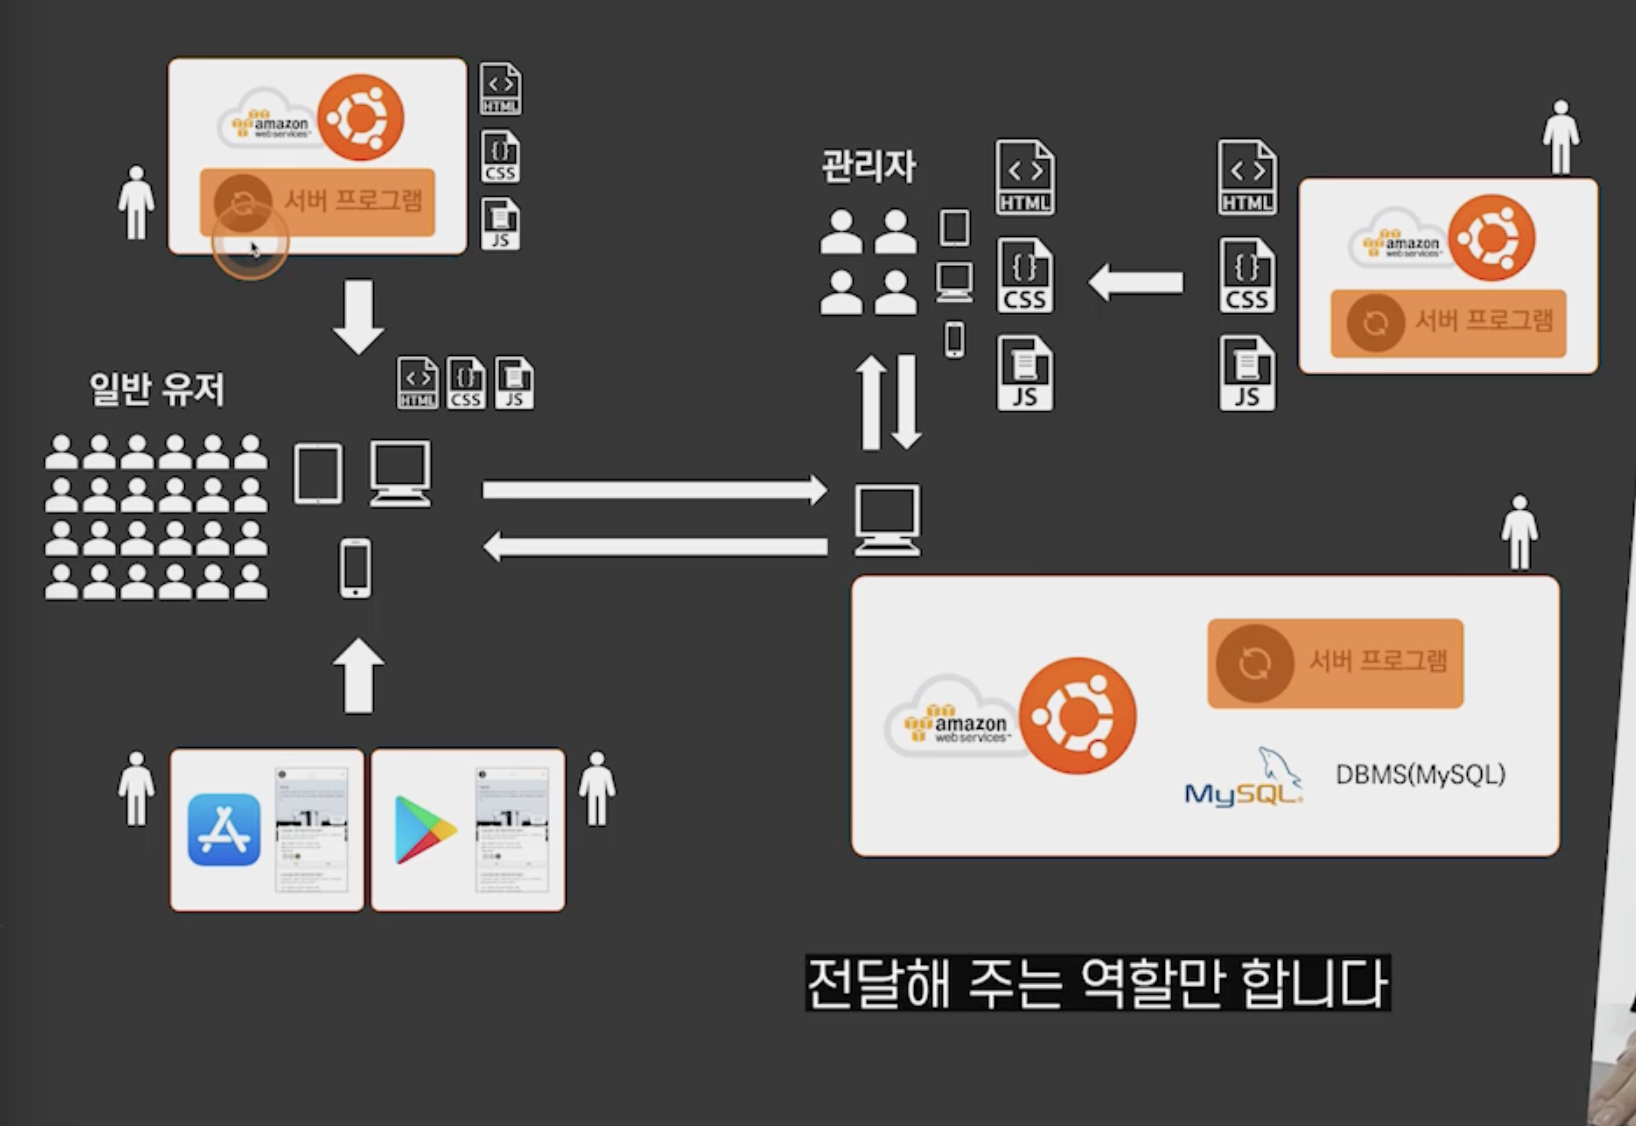 amazon
web services™
서버 프로그램
HTML
CSS
JS
일반 유저
HTML
CSS
JS
관리자
HTML
CSS
JS
HTML
CSS
JS
amazon
web services™
서버 프로그램
amazon
web services™
서버 프로그램
MySQL®
DBMS(MySQL)
전달해 주는 역할만 합니다